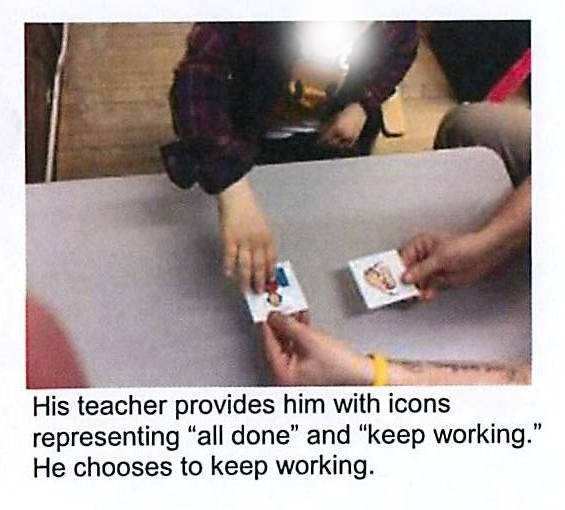 His teacher provides him with icons
representing “all done” and “keep working.”
He chooses to keep working.